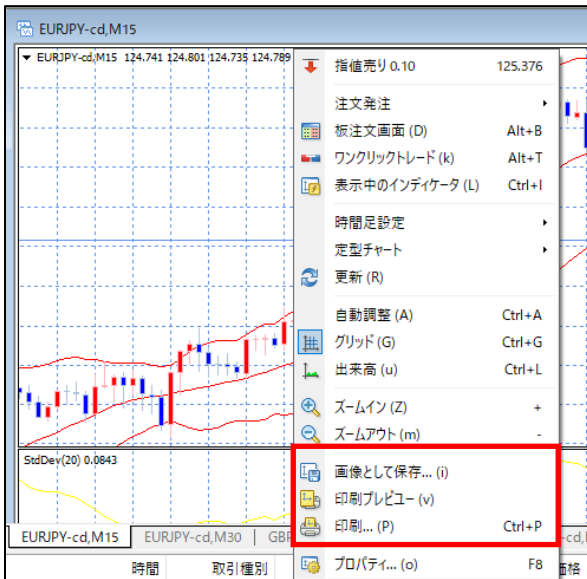 EURJPY-cd,M15
EURJPY-cd,M15 124.741 124.801 124.735 124.789
指値売り 0.10 125.376
注文発注
板注文画面 (D) Alt+B
ワンクリックトレード (k) Alt+T
表示中のインディケータ (L) Ctrl+I
時間足設定
定型チャート
更新 (R)
自動調整 (A) Ctrl+A
グリッド (G) Ctrl+G
出来高 (u) Ctrl+L
ズームイン (Z) +
ズームアウト (m) -
StdDev(20) 0.0843
画像として保存... (i)
印刷プレビュー (v)
印刷... (P) Ctrl+P
EURJPY-cd,M15 EURJPY-cd,M30 GBP
-cd,
プロパティ... (o) F8
時間 取引種別
価格